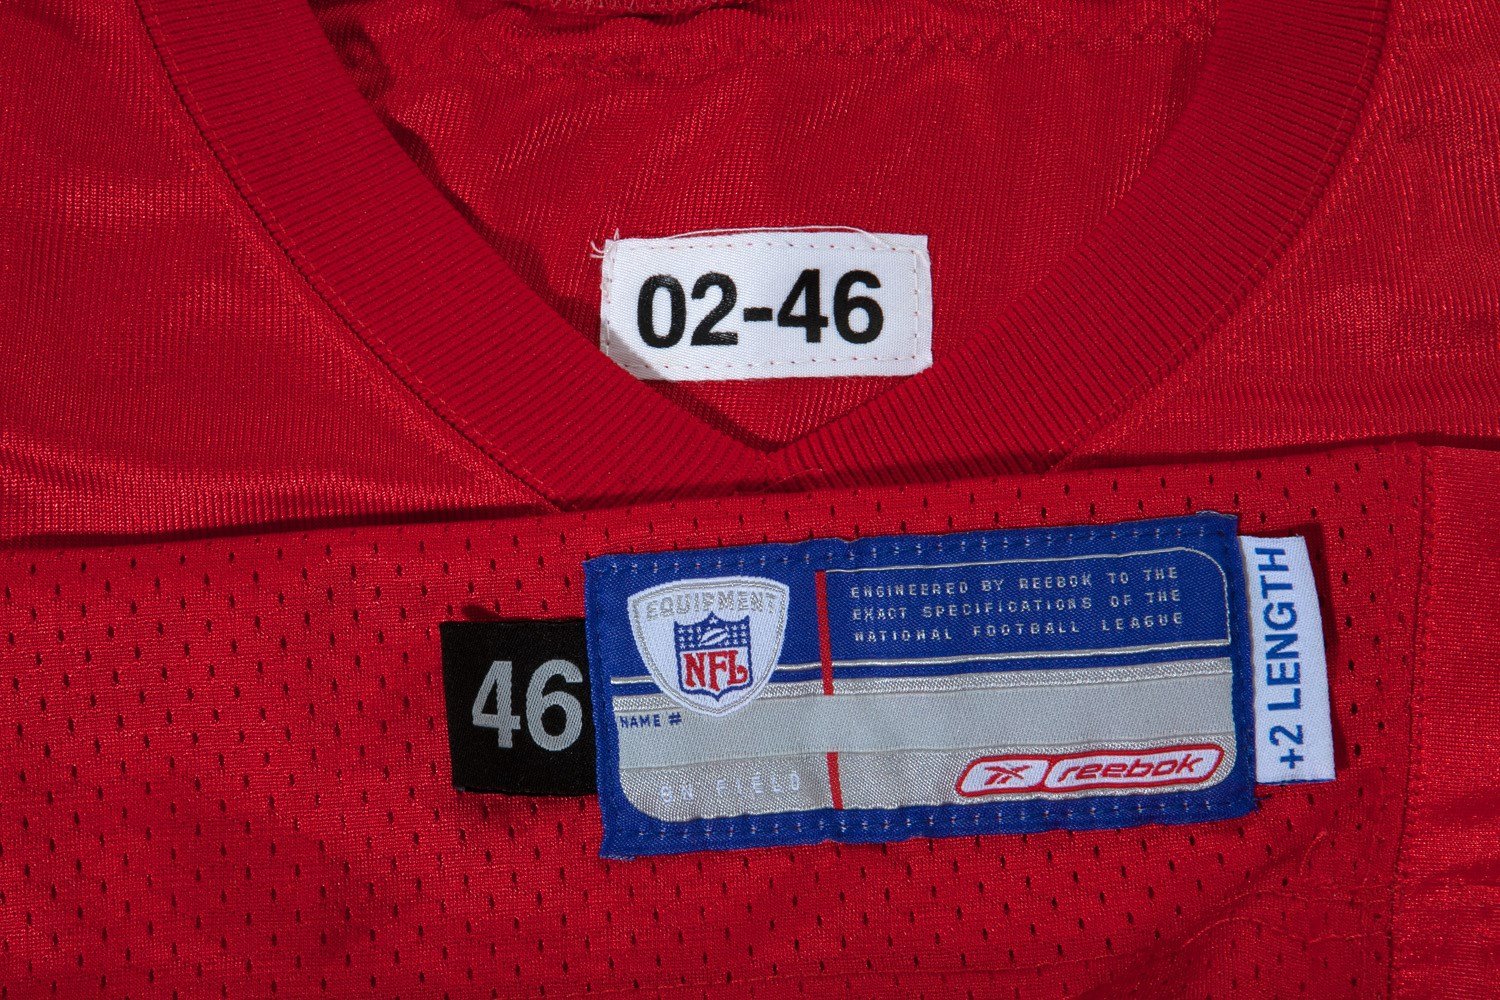 02-46
46
EQUIPMENT
NFL
ENGINEERED BY REEBOK TO THE
EXACT SPECIFICATIONS OF THE
NATIONAL FOOTBALL LEAGUE
NAME #
ON FIELD
reebok
+2 LENGTH